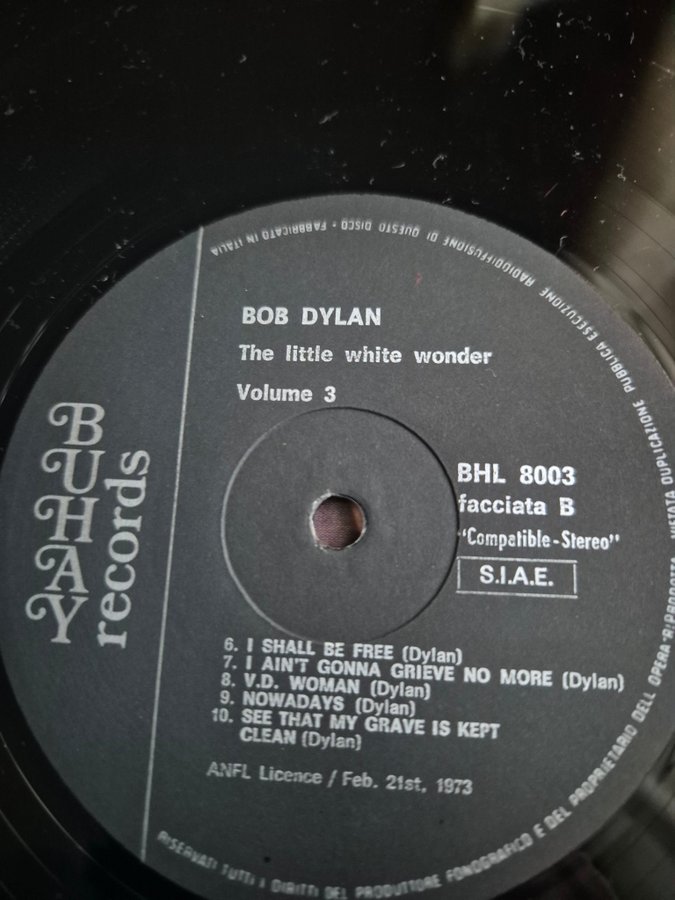 BUHAY
records
BOB DYLAN
The little white wonder
Volume 3
BHL 8003
facciata B
"Compatible-Stereo"
S.I.A.E.
6. I SHALL BE FREE (Dylan)
7. I AIN'T GONNA GRIEVE NO MORE (Dylan)
8. V.D. WOMAN (Dylan)
9. NOWADAYS (Dylan)
10. SEE THAT MY GRAVE IS KEPT
CLEAN (Dylan)
ANFL Licence / Feb. 21st, 1973
RISERVATI TUTTI I DIRITTI DEL PRODUTTORE FONOGRAFICO E DEL PROPRIETARIO DELL OPERA RIPRODOTTA VIETATA DUPLICAZIONE PUBBLICA ESECUZIONE RADIODIFFUSIONE DI QUESTO DISCO • FABBRICATO IN ITALIA